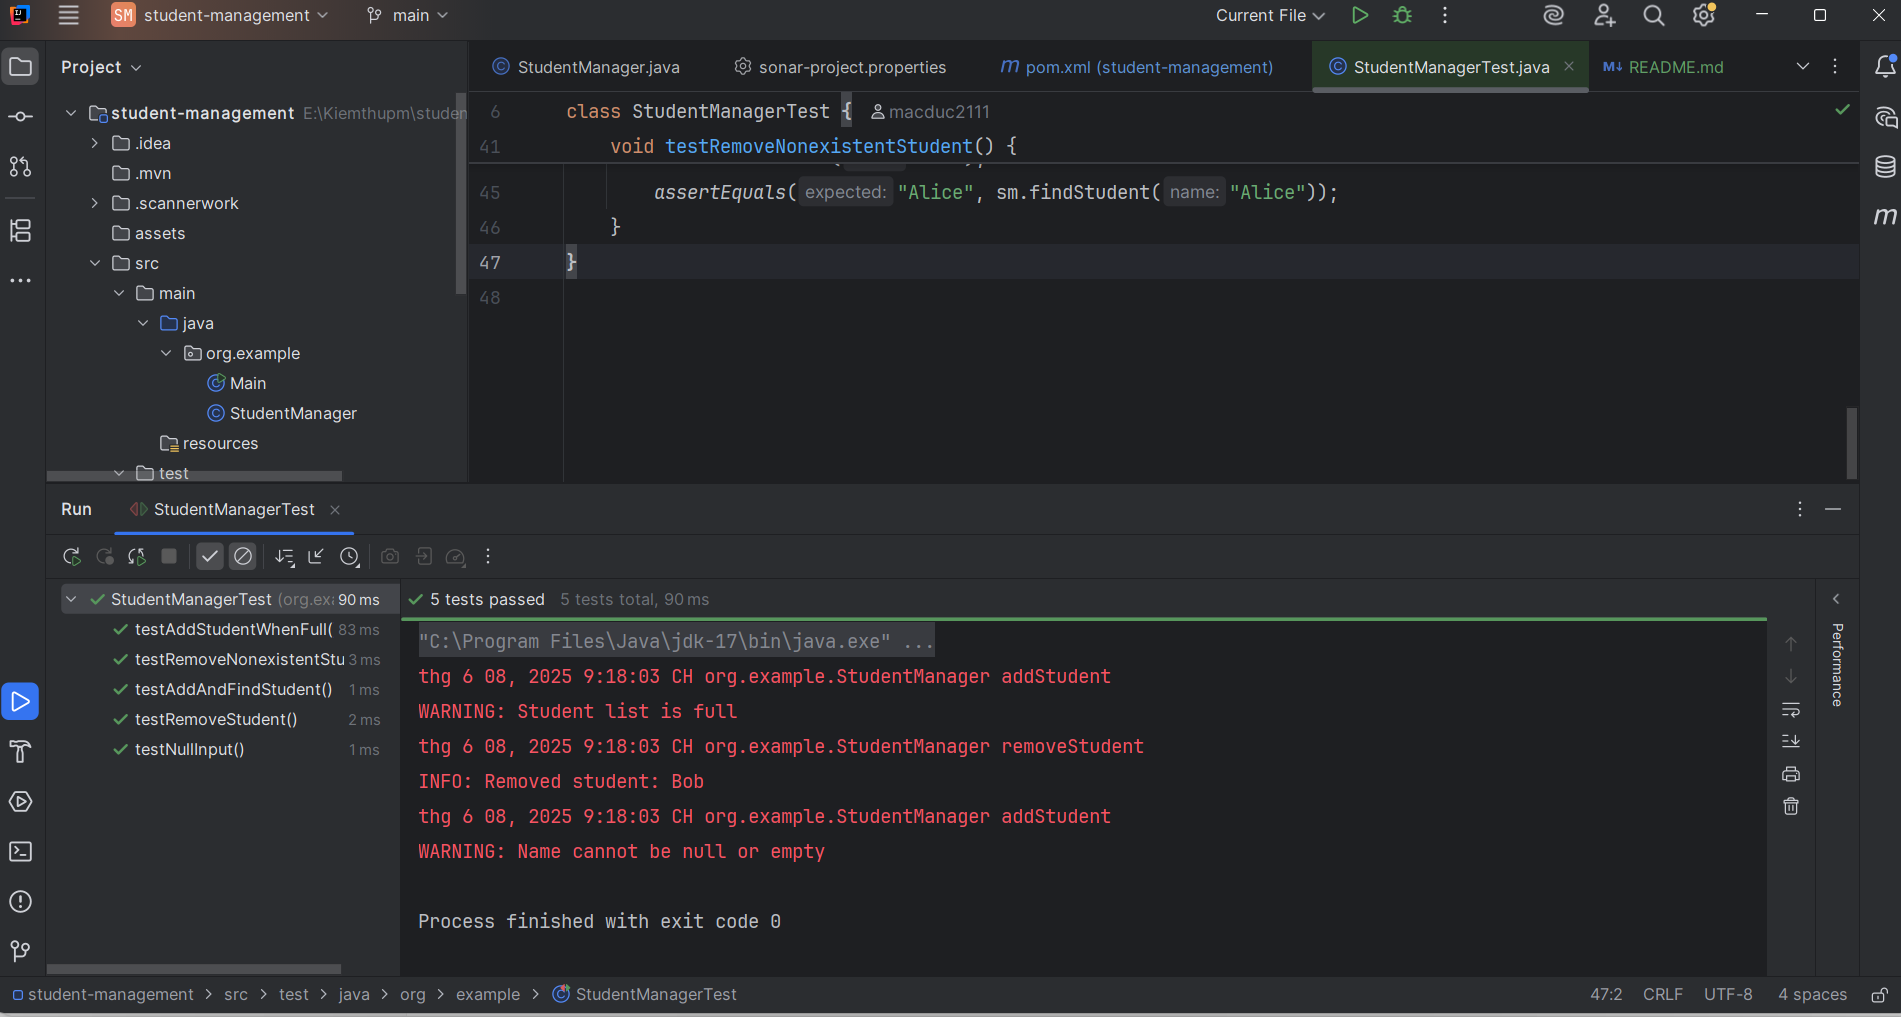 SM student-management
main
Current File
Project
StudentManager.java
sonar-project.properties
m pom.xml (student-management)
StudentManagerTest.java
M↓ README.md
student-management E:\Kiemthupm\studen
.idea
.mvn
.scannerwork
assets
src
main
java
org.example
Main
StudentManager
resources
test
6 class StudentManagerTest { macduc2111
41 void testRemoveNonexistentStudent() {
45 assertEquals( expected: "Alice", sm.findStudent( name: "Alice"));
46 }
47 }
48
m
Run
StudentManagerTest
StudentManagerTest (org.exa 90 ms
testAddStudentWhenFull( 83 ms
testRemoveNonexistentStu 3 ms
testAddAndFindStudent() 1 ms
testRemoveStudent() 2 ms
testNullInput() 1 ms
5 tests passed 5 tests total, 90 ms
"C:\Program Files\Java\jdk-17\bin\java.exe" ...
thg 6 08, 2025 9:18:03 CH org.example.StudentManager addStudent
WARNING: Student list is full
thg 6 08, 2025 9:18:03 CH org.example.StudentManager removeStudent
INFO: Removed student: Bob
thg 6 08, 2025 9:18:03 CH org.example.StudentManager addStudent
WARNING: Name cannot be null or empty
Process finished with exit code 0
Performance
student-management > src > test > java > org > example > StudentManagerTest
47:2 CRLF UTF-8 4 spaces